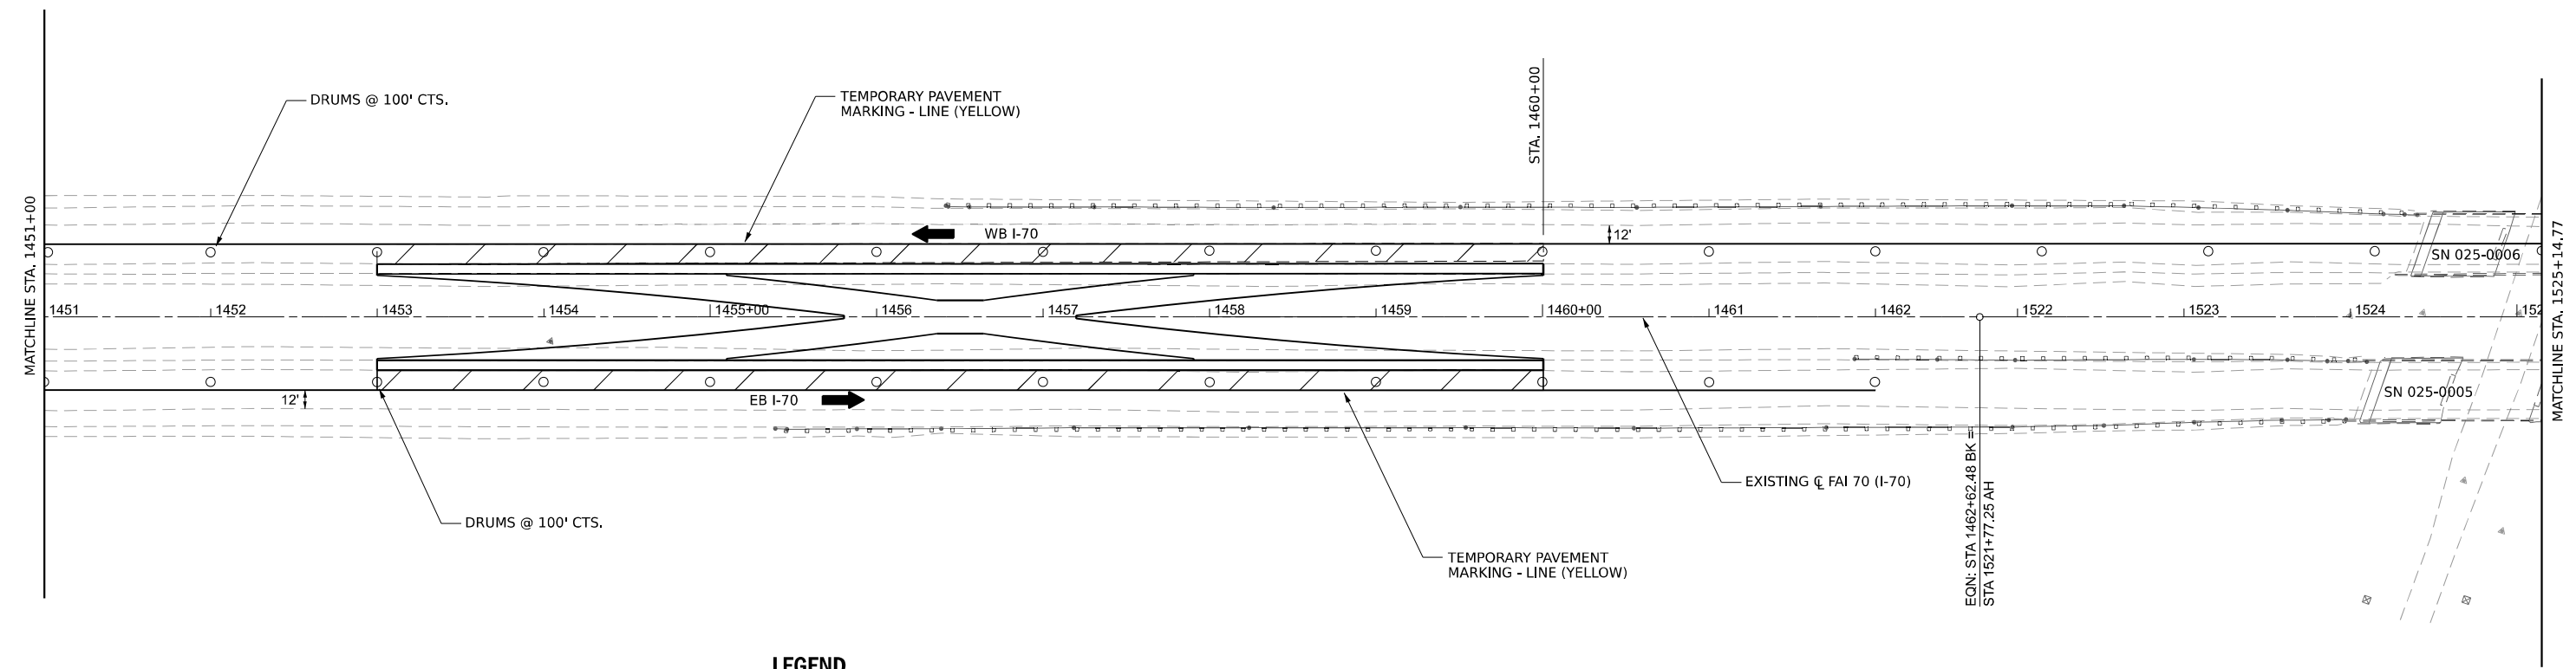 DRUMS @ 100' CTS.
TEMPORARY PAVEMENT
MARKING - LINE (YELLOW)
STA. 1460+00
MATCHLINE STA. 1451+00
WB I-70
12'
SN 025-0006
MATCHLINE STA. 1525+14.77
1451
1452
1453
1454
1455+00
1456
1457
1458
1459
1460+00
1461
1462
1522
1523
1524
152
12'
EB I-70
SN 025-0005
EXISTING ℄ FAI 70 (I-70)
EQN: STA 1462+62.48 BK =
STA 1521+77.25 AH
DRUMS @ 100' CTS.
TEMPORARY PAVEMENT
MARKING - LINE (YELLOW)
LEGEND